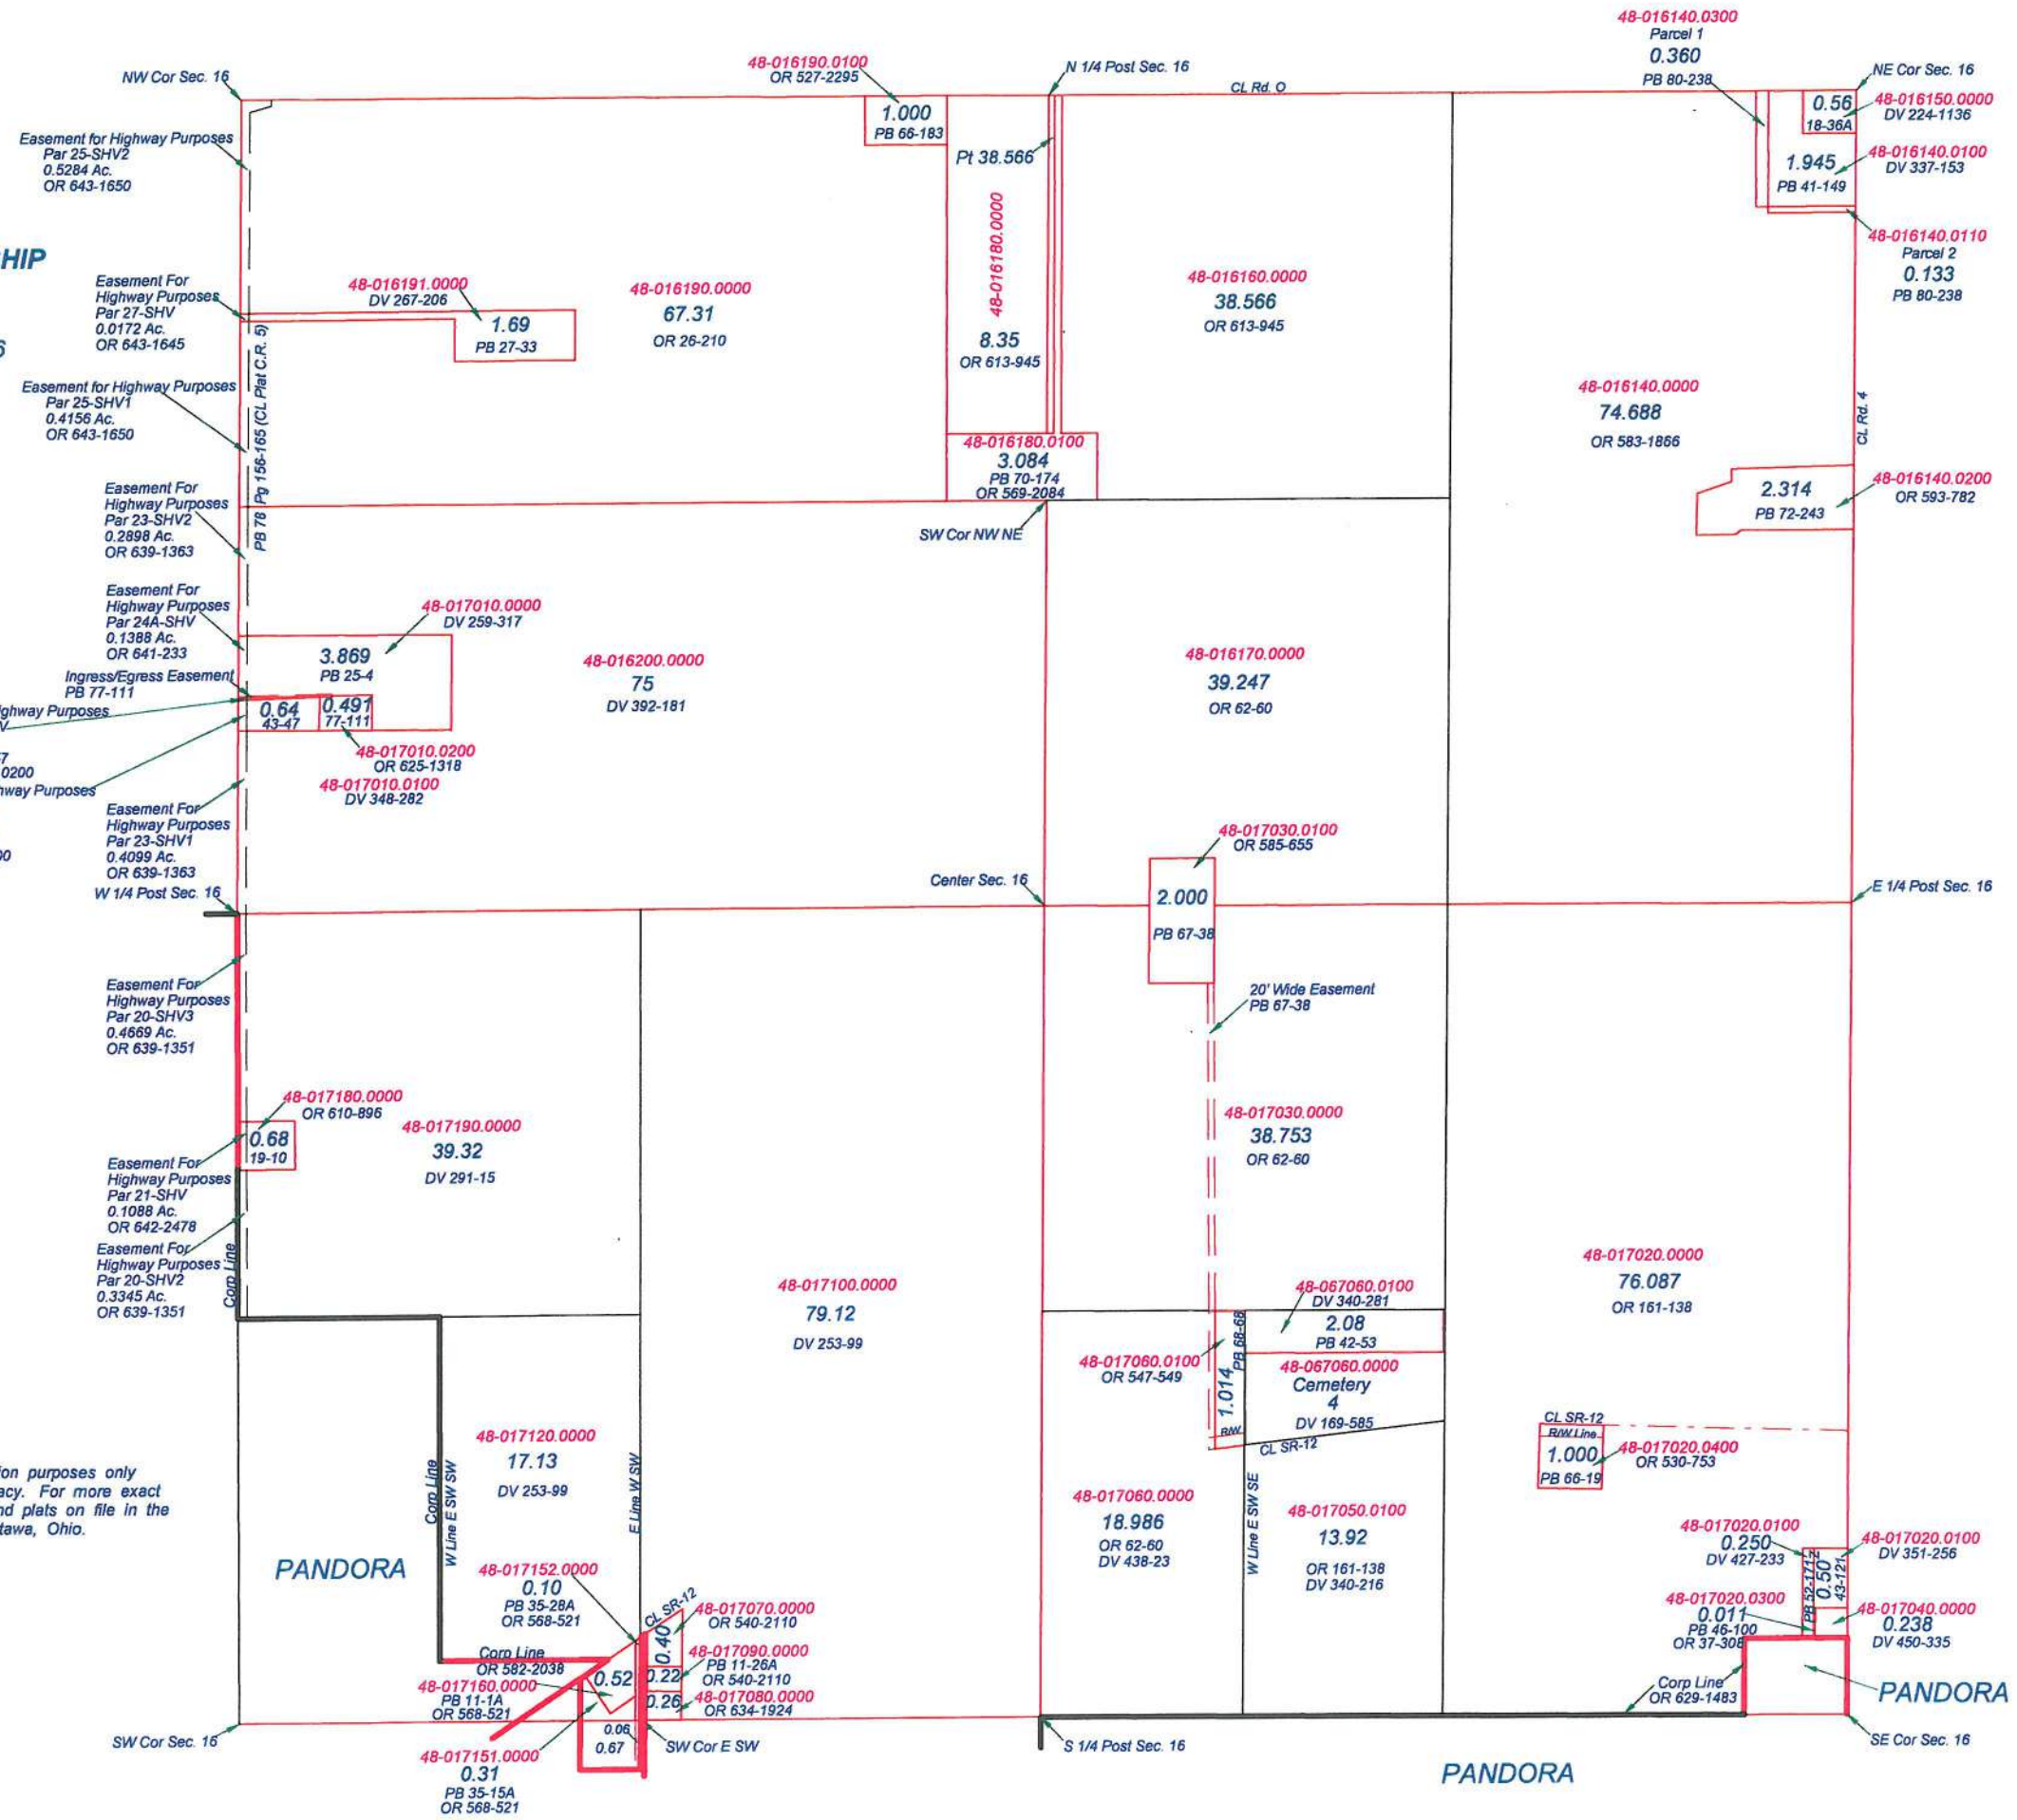 48-016140.0300
Parcel 1
0.360
PB 80-238
NW Cor Sec. 16
48-016190.0100
OR 527-2295
N 1/4 Post Sec. 16
CL Rd. O
NE Cor Sec. 16
1.000
PB 66-183
0.56
18-36A
48-016150.0000
DV 224-1136
Easement for Highway Purposes
Par 25-SHV2
0.5284 Ac.
OR 643-1650
Pt 38.566
1.945
PB 41-149
48-016140.0100
DV 337-153
48-016140.0110
Parcel 2
0.133
PB 80-238
HIP
Easement For
Highway Purposes
Par 27-SHV
0.0172 Ac.
OR 643-1645
6
48-016191.0000
DV 267-206
1.69
PB 27-33
48-016190.0000
67.31
OR 26-210
48-016180.0000
8.35
OR 613-945
48-016160.0000
38.566
OR 613-945
48-016140.0000
74.688
OR 583-1866
CL Rd. 4
PB 78 Pg 156-165 (CL Plat C.R. 5)
Easement for Highway Purposes
Par 25-SHV1
0.4156 Ac.
OR 643-1650
48-016180.0100
3.084
PB 70-174
OR 569-2084
2.314
PB 72-243
48-016140.0200
OR 593-782
Easement For
Highway Purposes
Par 23-SHV2
0.2898 Ac.
OR 639-1363
SW Cor NW NE
Easement For
Highway Purposes
Par 24A-SHV
0.1388 Ac.
OR 641-233
48-017010.0000
DV 259-317
3.869
PB 25-4
48-016200.0000
75
DV 392-181
48-016170.0000
39.247
OR 62-60
Ingress/Egress Easement
PB 77-111
ighway Purposes
V
0.64
43-47
0.491
77-111
7
0200
hway Purposes
48-017010.0200
OR 625-1318
48-017010.0100
DV 348-282
Easement For
Highway Purposes
Par 23-SHV1
0.4099 Ac.
OR 639-1363
00
48-017030.0100
OR 585-655
W 1/4 Post Sec. 16
Center Sec. 16
2.000
PB 67-38
E 1/4 Post Sec. 16
Easement For
Highway Purposes
Par 20-SHV3
0.4669 Ac.
OR 639-1351
20' Wide Easement
PB 67-38
48-017180.0000
OR 610-896
0.68
19-10
48-017190.0000
39.32
DV 291-15
48-017030.0000
38.753
OR 62-60
Easement For
Highway Purposes
Par 21-SHV
0.1088 Ac.
OR 642-2478
Easement For
Highway Purposes
Par 20-SHV2
0.3345 Ac.
OR 639-1351
Corp Line
48-017100.0000
79.12
DV 253-99
48-017020.0000
76.087
OR 161-138
48-067060.0100
DV 340-281
2.08
PB 42-53
PB 68-68
1.014
R/W
48-017060.0100
OR 547-549
48-067060.0000
Cemetery
4
DV 169-585
CL SR-12
CL SR-12
R/W Line
1.000
PB 66-19
48-017020.0400
OR 530-753
48-017120.0000
17.13
DV 253-99
Corp Line
W Line E SW SW
E Line W SW
ion purposes only
acy. For more exact
nd plats on file in the
tawa, Ohio.
48-017060.0000
18.986
OR 62-60
DV 438-23
W Line E SW SE
48-017050.0100
13.92
OR 161-138
DV 340-216
PANDORA
48-017020.0100
0.250
DV 427-233
0.50
43-121
48-017020.0100
DV 351-256
48-017152.0000
0.10
PB 35-28A
OR 568-521
CL SR-12
48-017070.0000
OR 540-2110
0.40
48-017020.0300
0.011
PB 46-100
OR 37-308
48-017040.0000
0.238
DV 450-335
Corp Line
OR 582-2038
0.52
0.22
48-017090.0000
PB 11-26A
OR 540-2110
48-017160.0000
PB 11-1A
OR 568-521
0.26
48-017080.0000
OR 634-1924
Corp Line
OR 629-1483
PANDORA
0.06
0.67
SW Cor Sec. 16
SW Cor E SW
S 1/4 Post Sec. 16
SE Cor Sec. 16
48-017151.0000
0.31
PB 35-15A
OR 568-521
PANDORA